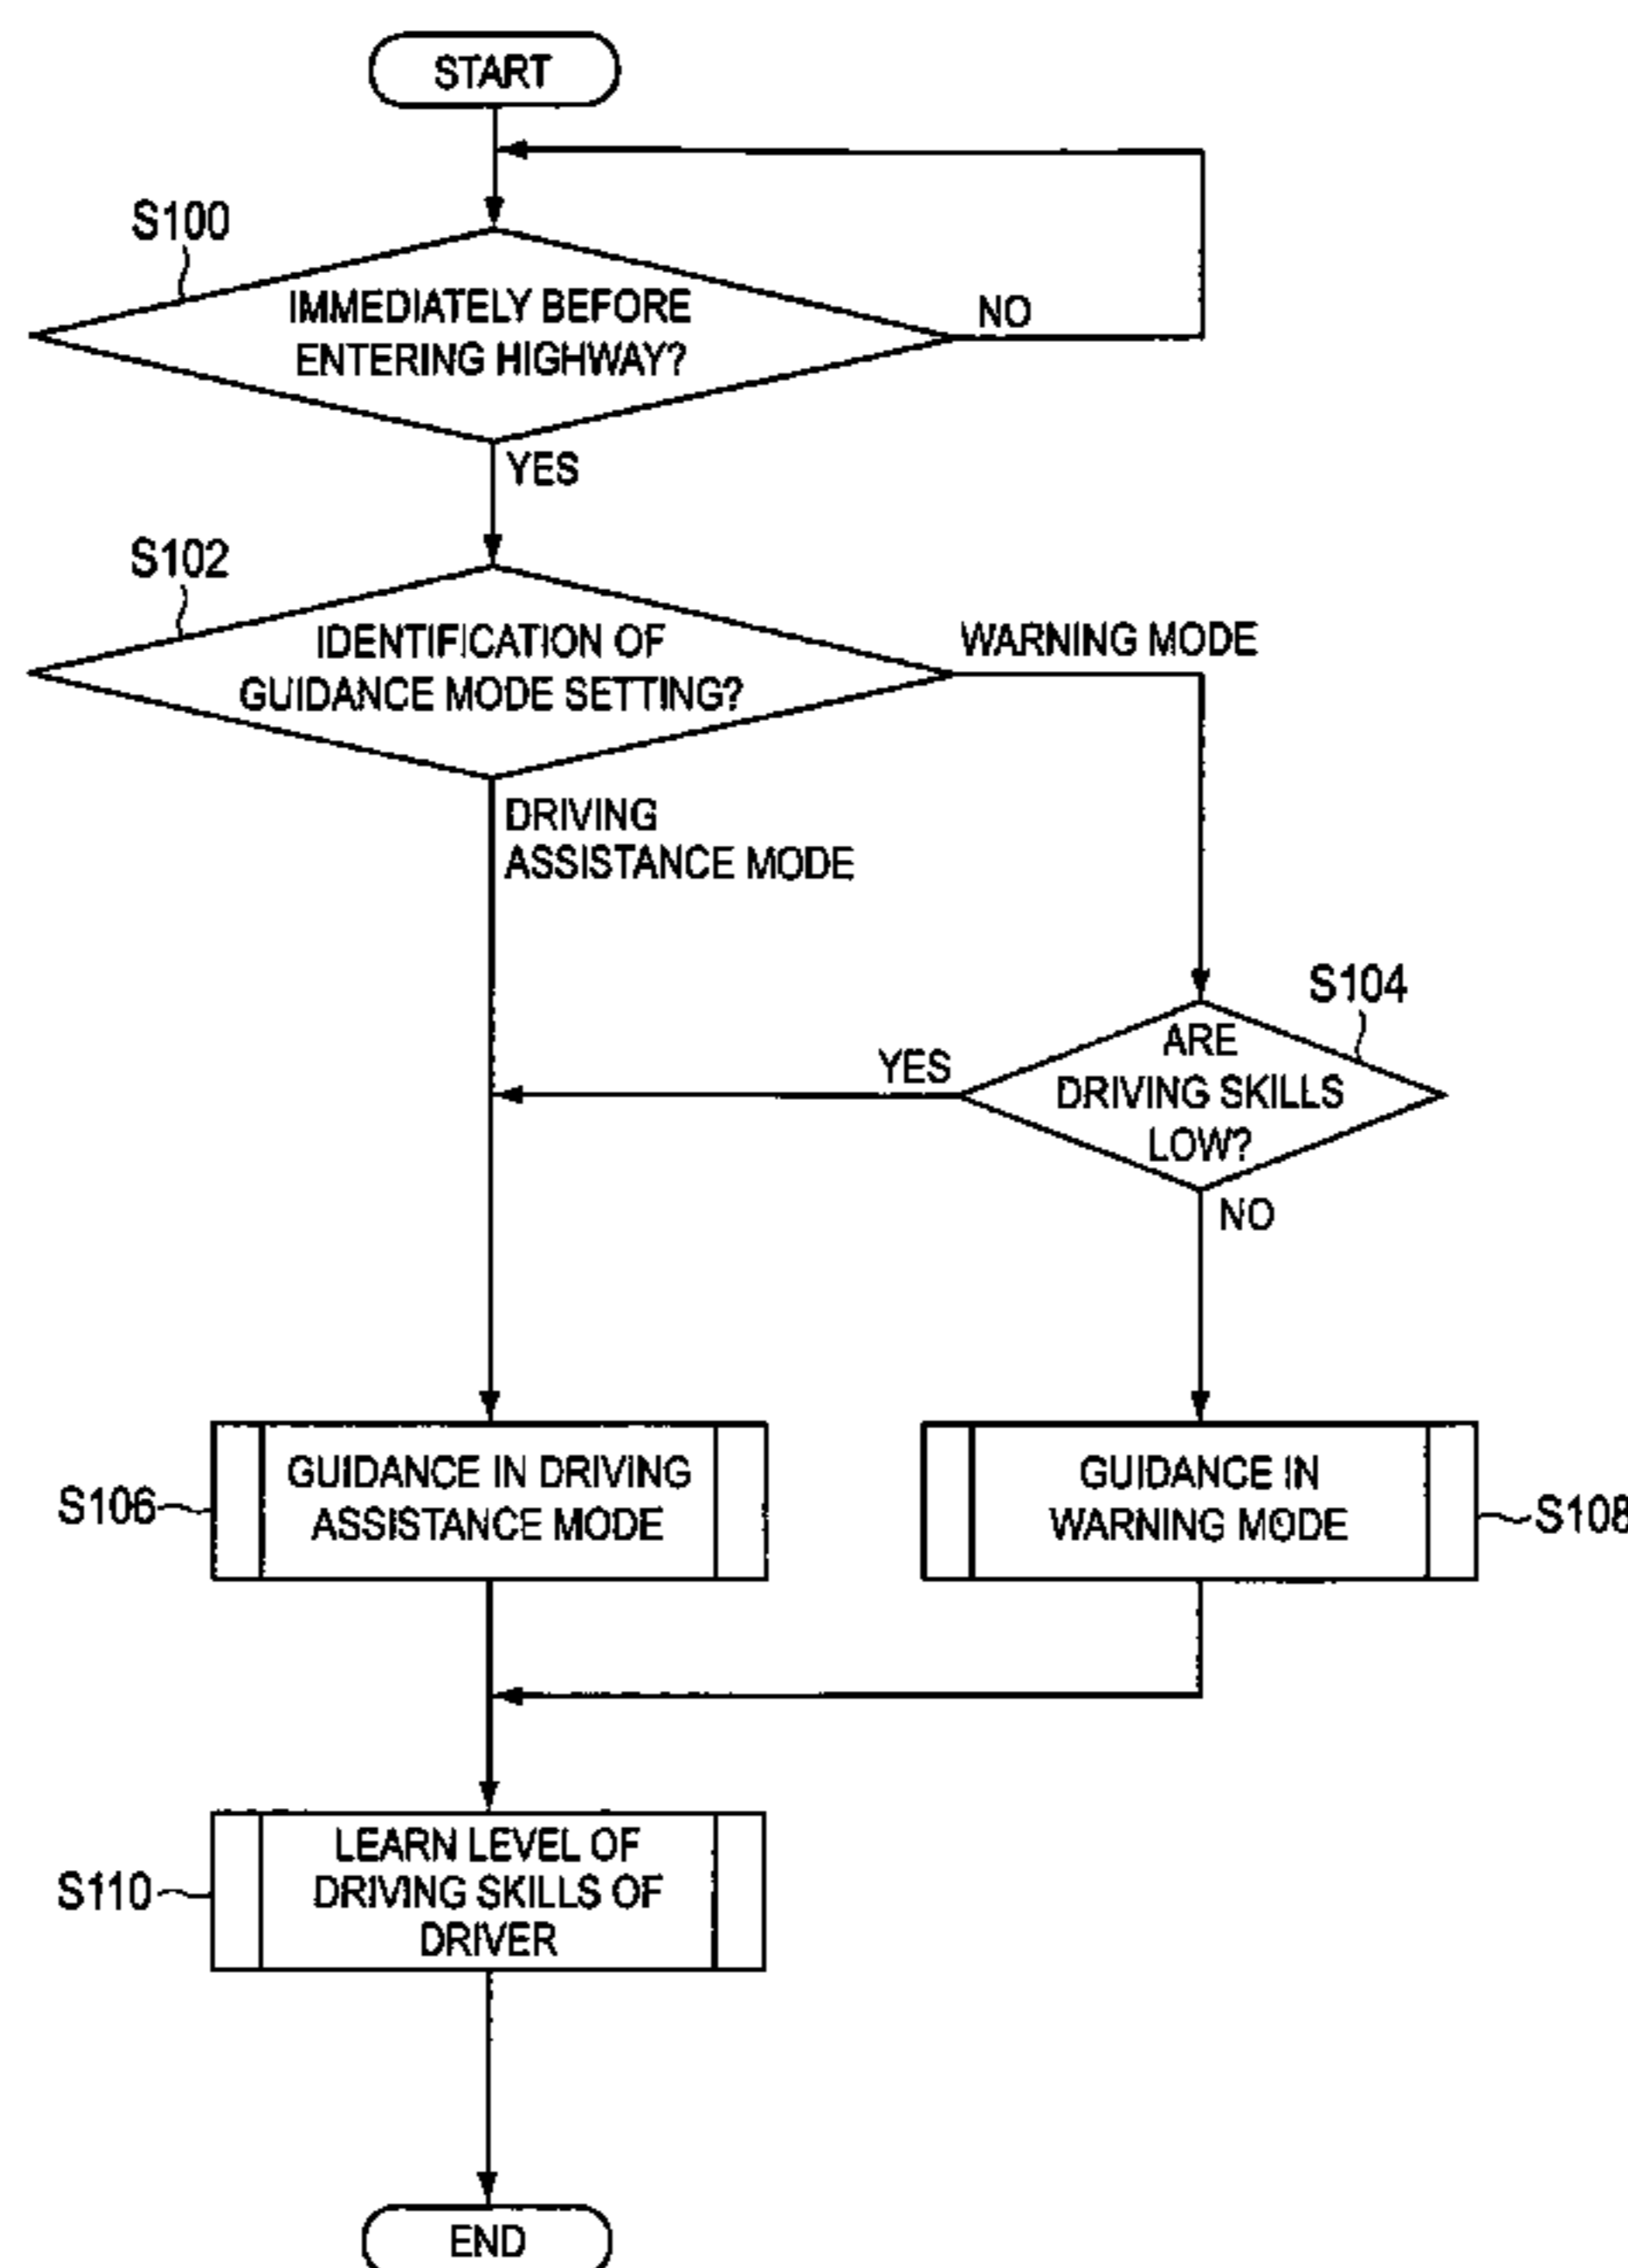 START
S100
IMMEDIATELY BEFORE
ENTERING HIGHWAY?
NO
YES
S102
IDENTIFICATION OF
GUIDANCE MODE SETTING?
WARNING MODE
DRIVING
ASSISTANCE MODE
S104
ARE
DRIVING SKILLS
LOW?
YES
NO
S106
GUIDANCE IN DRIVING
ASSISTANCE MODE
GUIDANCE IN
WARNING MODE
S108
S110
LEARN LEVEL OF
DRIVING SKILLS OF
DRIVER
END